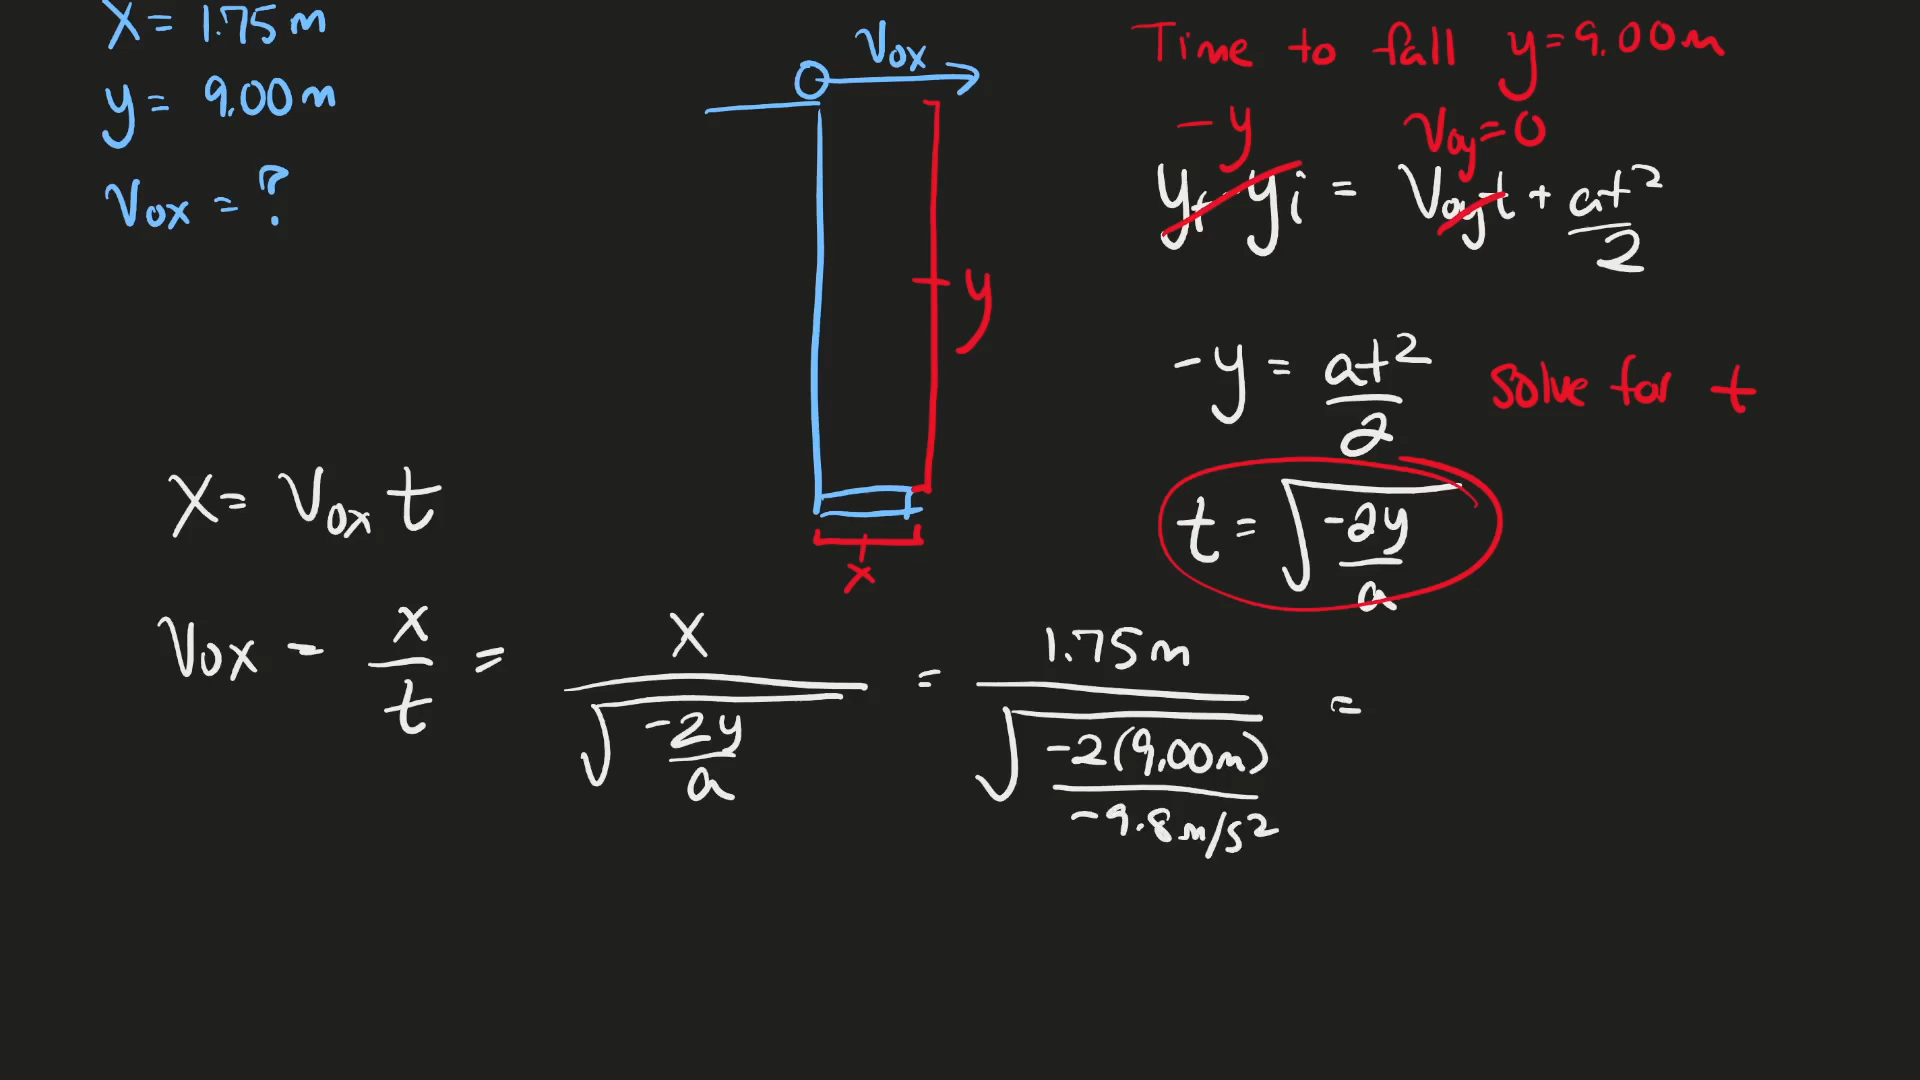 x = 1.75 m
y = 9.00 m
Vox = ?
Vox
y
x
Time to fall y = 9.00 m
-y Voy = 0
yf - yi = Voyt + at²/2
-y = at²/2 solve for t
t = √(-2y/a)
x = Vox t
Vox - x/t = x/√(-2y/a) = 1.75 m/√(-2(9.00 m)/-9.8 m/s²) =